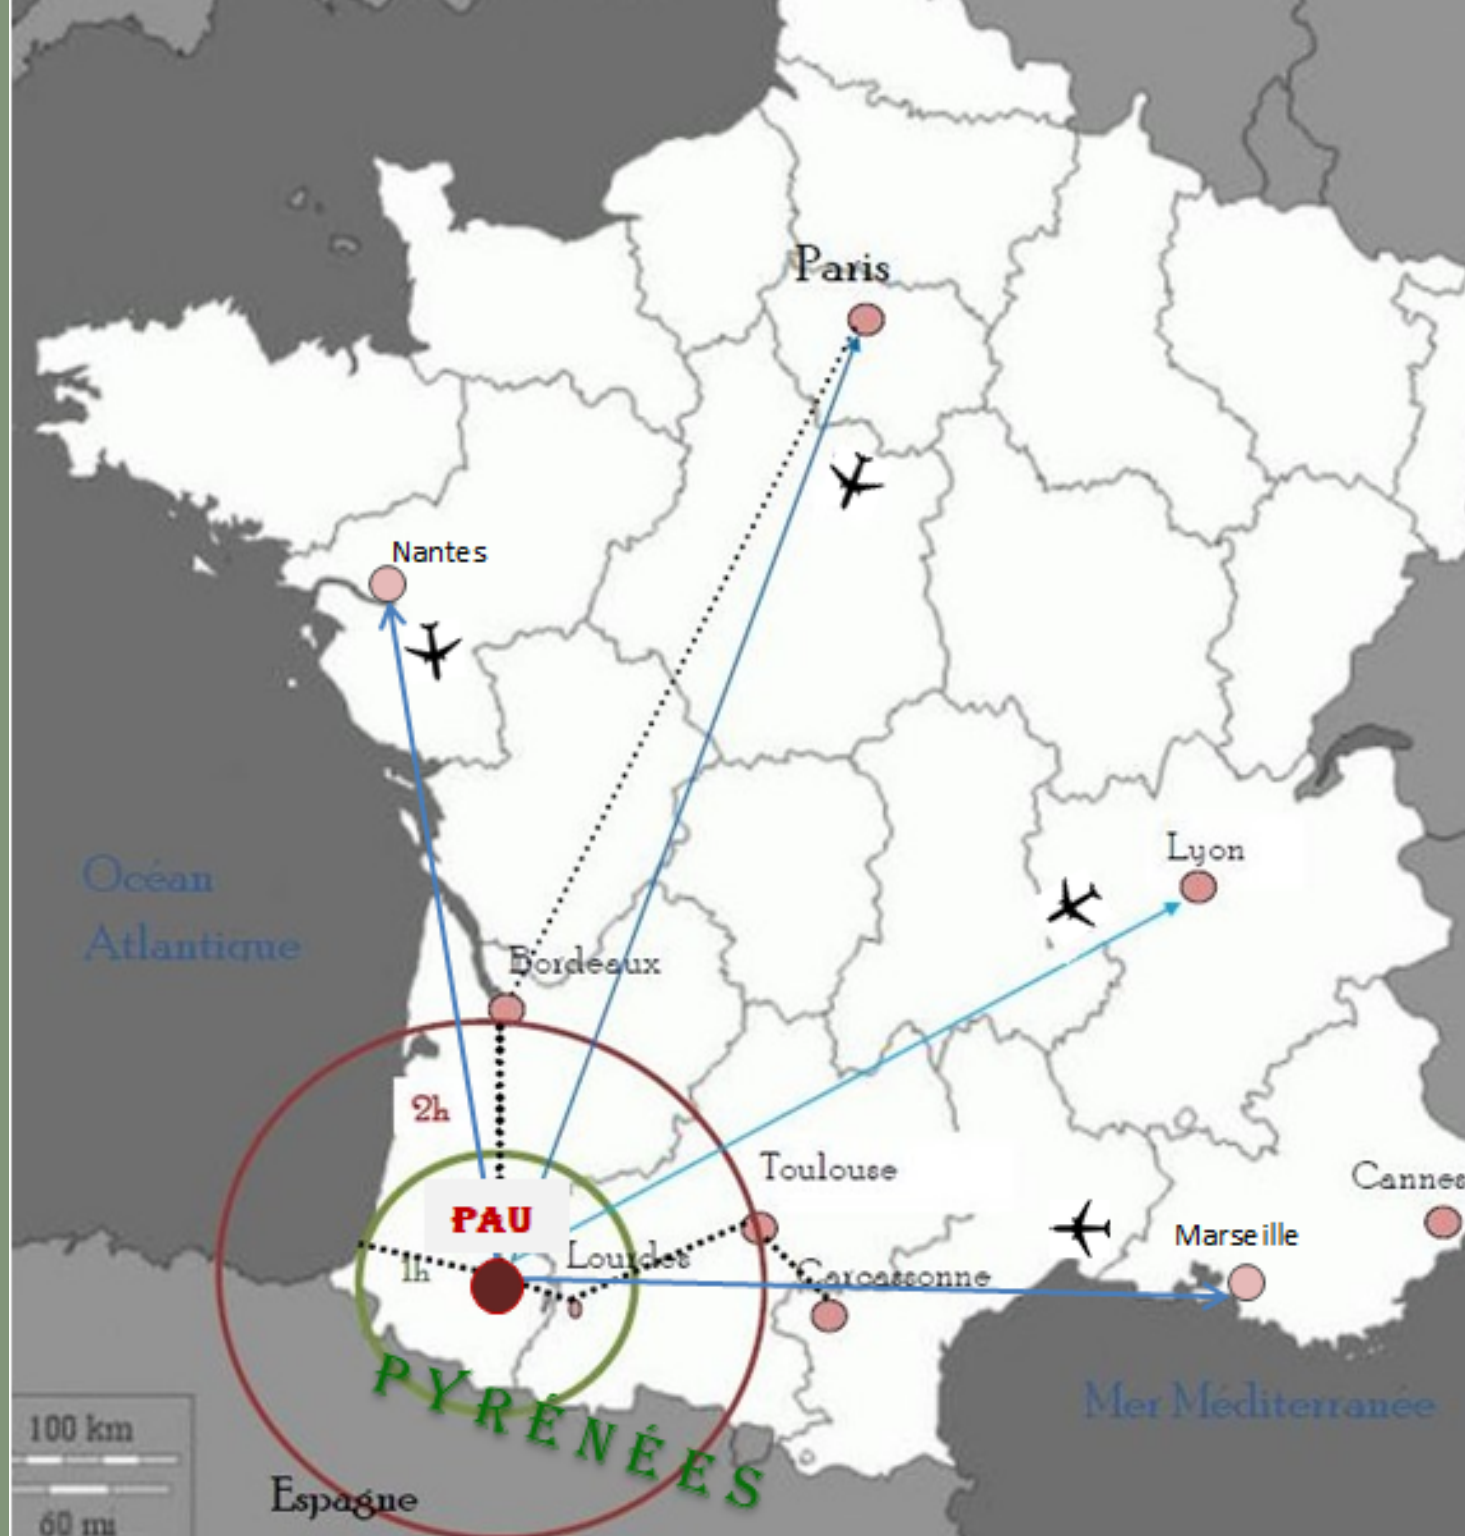 Paris
Nantes
Lyon
Océan
Atlantique
Bordeaux
2h
Toulouse
Cannes
PAU
Marseille
Lourdes
1h
Carcassonne
PYRÉNÉES
Mer Méditerranée
100 km
Espagne
60 mi